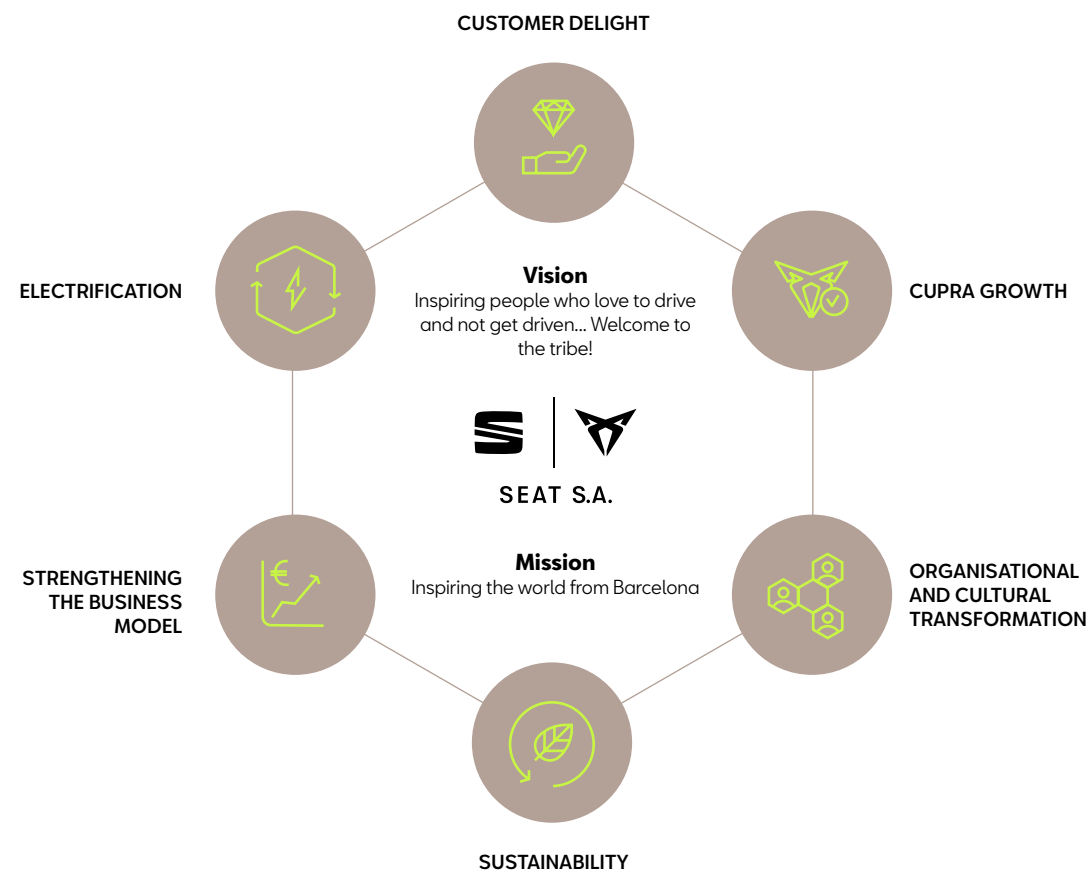 CUSTOMER DELIGHT
ELECTRIFICATION
Vision
Inspiring people who love to drive
and not get driven... Welcome to
the tribe!
CUPRA GROWTH
SEAT S.A.
STRENGTHENING
THE BUSINESS
MODEL
Mission
Inspiring the world from Barcelona
€
ORGANISATIONAL
AND CULTURAL
TRANSFORMATION
SUSTAINABILITY